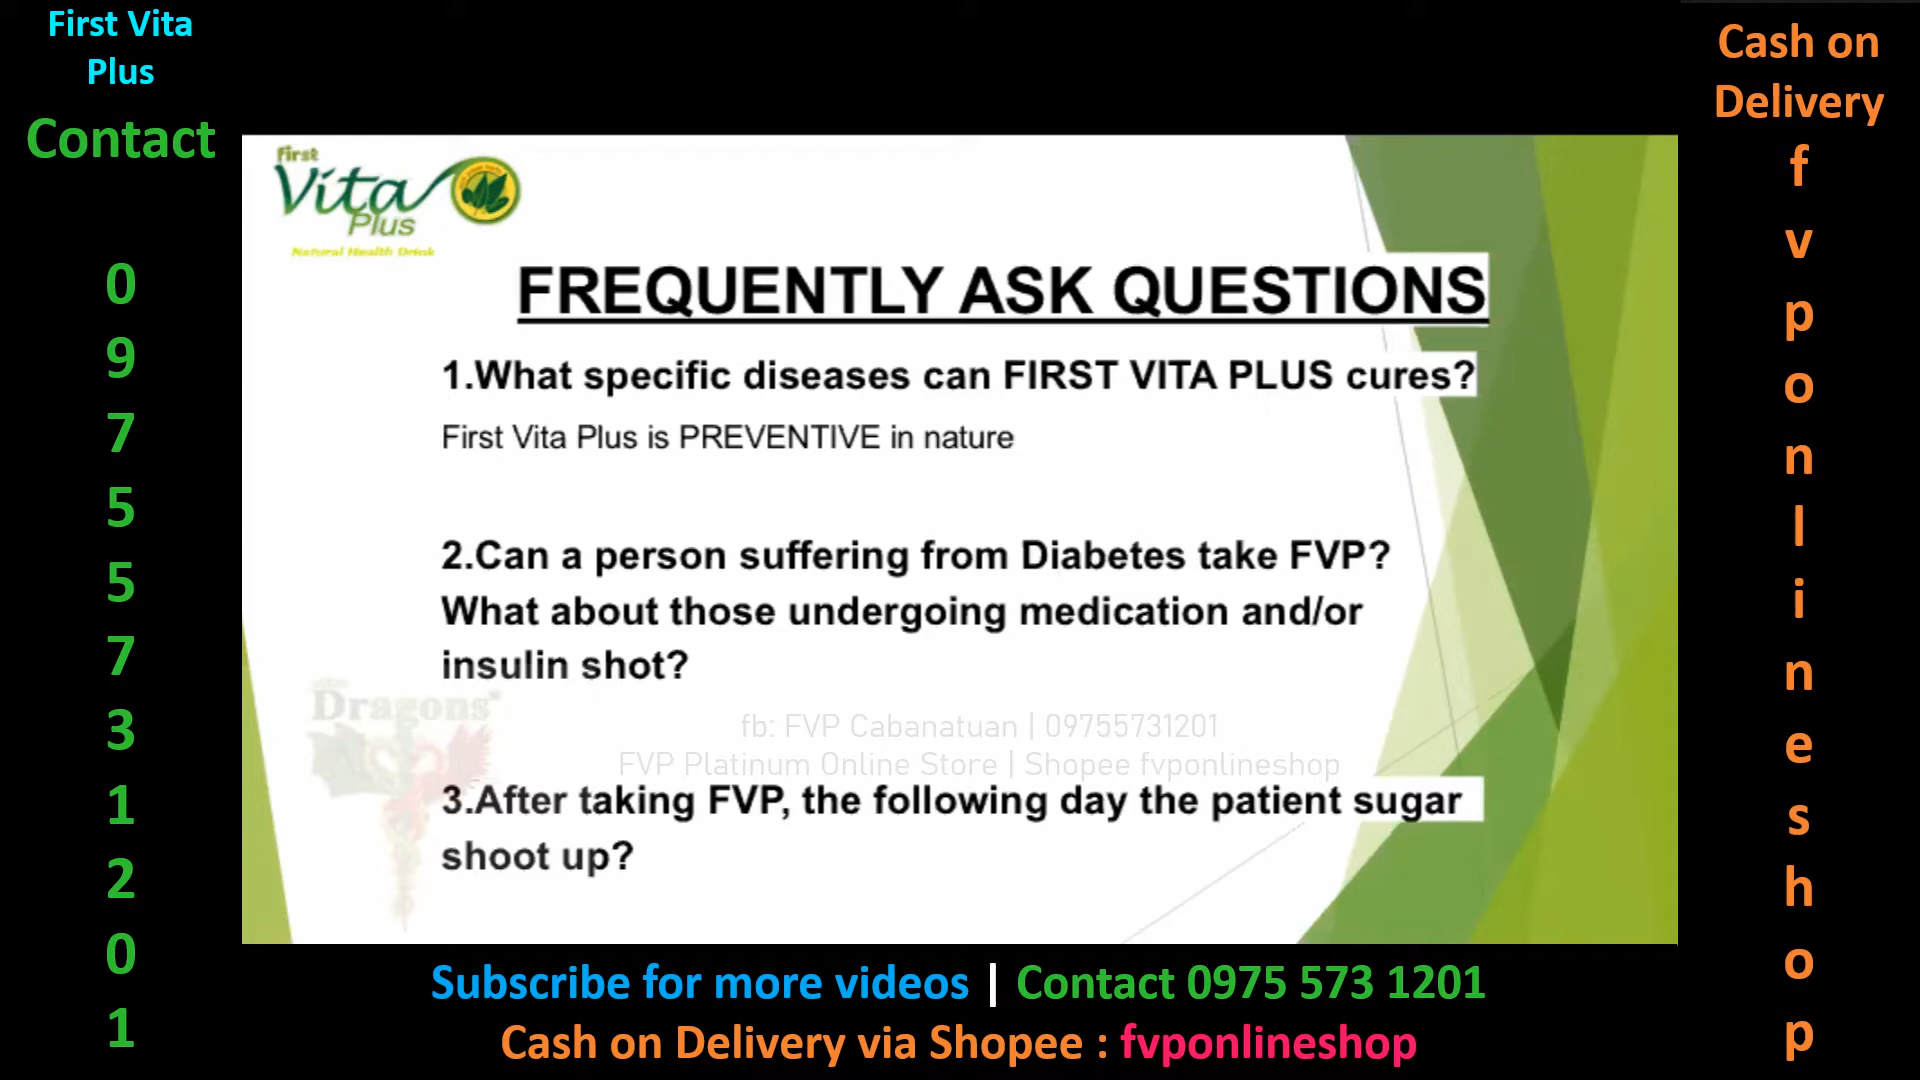 First Vita
Plus
Contact
0
9
7
5
5
7
3
1
2
0
1
First
Vita
Plus
Natural Health Drink
FREQUENTLY ASK QUESTIONS
1.What specific diseases can FIRST VITA PLUS cures?
First Vita Plus is PREVENTIVE in nature
2.Can a person suffering from Diabetes take FVP?
What about those undergoing medication and/or
insulin shot?
Dragons
fb: FVP Cabanatuan | 09755731201
FVP Platinum Online Store | Shopee fvponlineshop
3.After taking FVP, the following day the patient sugar
shoot up?
Cash on
Delivery
f
v
p
o
n
l
i
n
e
s
h
o
p
Subscribe for more videos | Contact 0975 573 1201
Cash on Delivery via Shopee : fvponlineshop